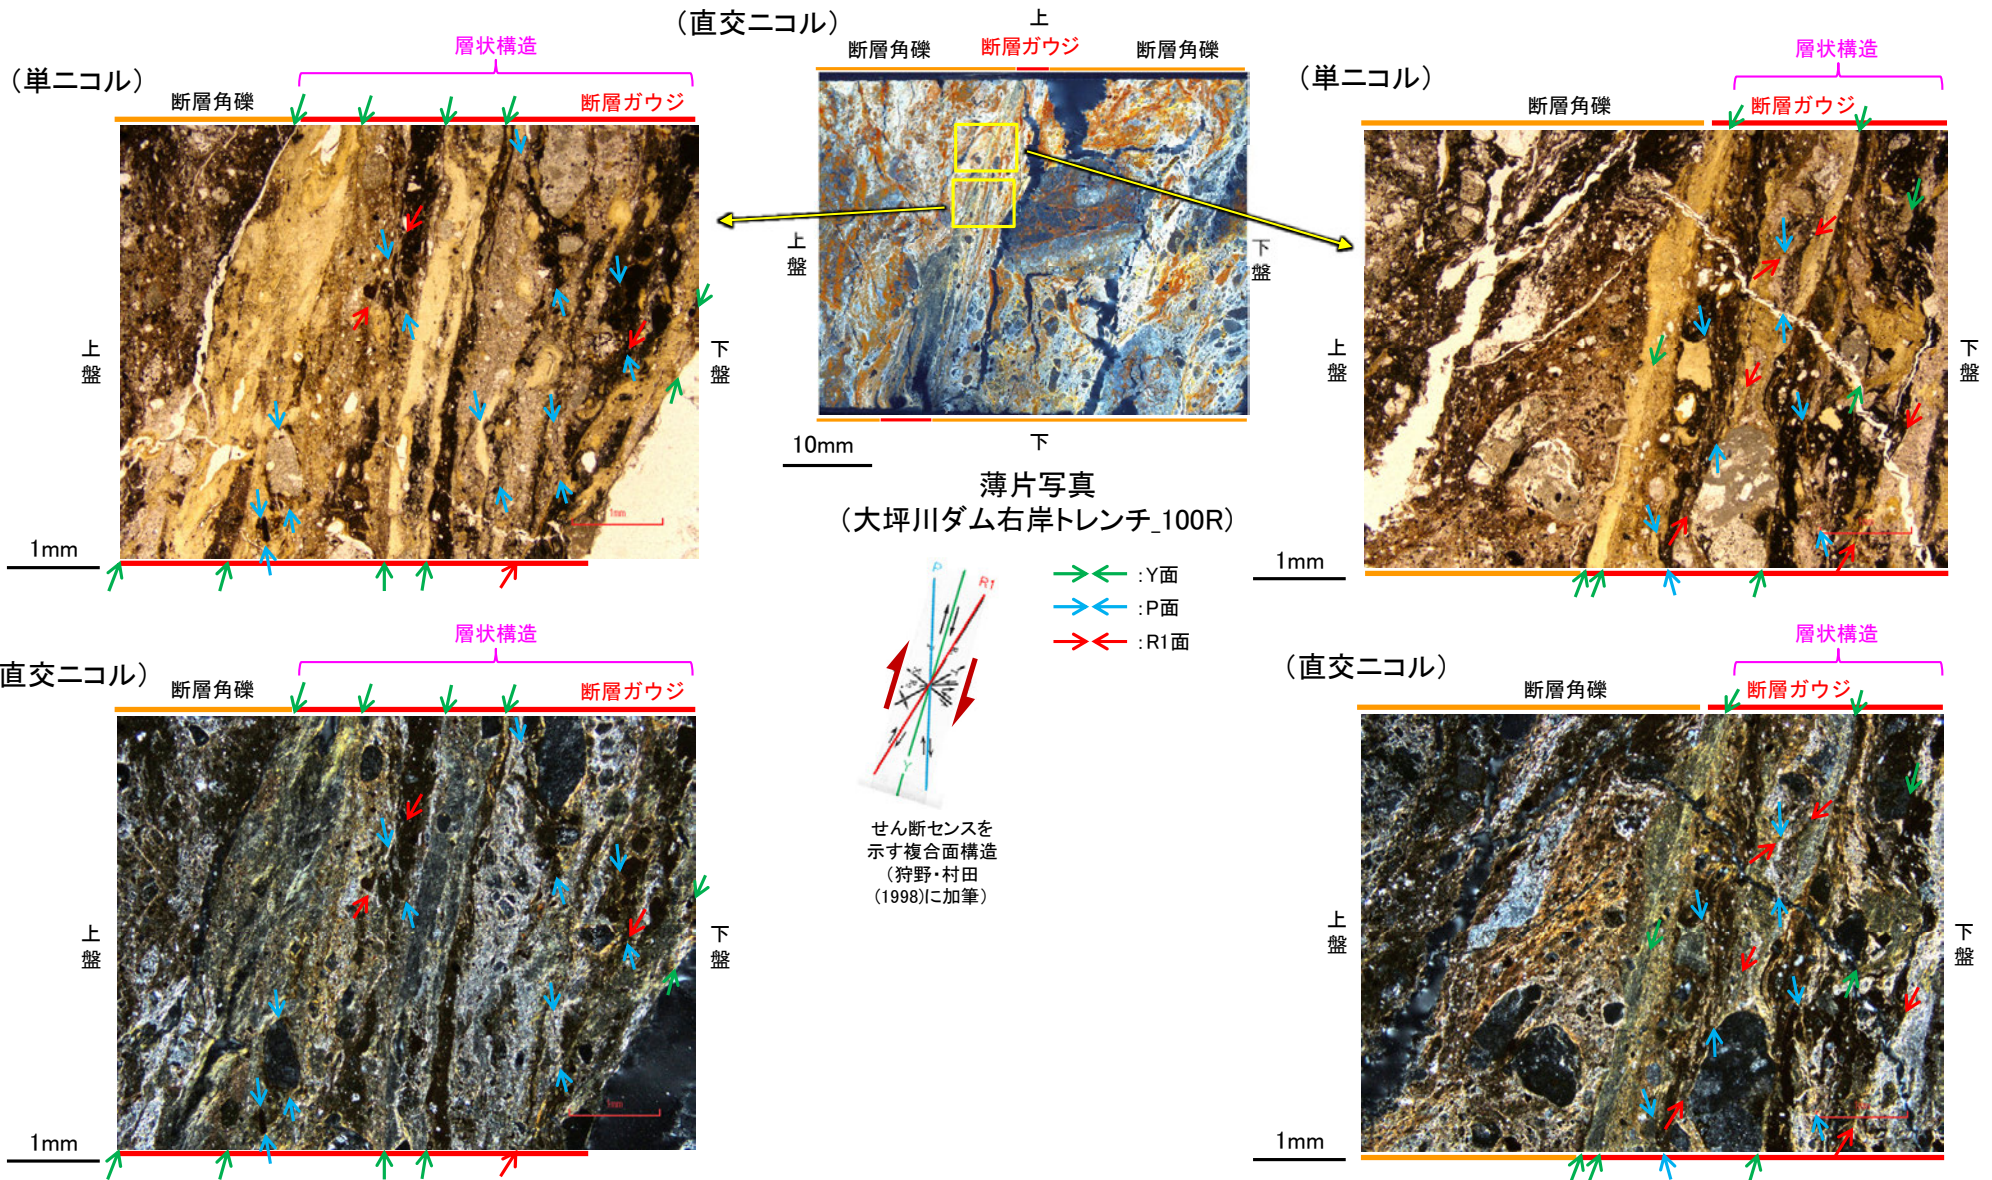 (直交ニコル)
上
断層角礫
断層ガウジ
断層角礫
上
盤
下
盤
10mm
下
薄片写真
(大坪川ダム右岸トレンチ_100R)
(単ニコル)
層状構造
断層角礫
断層ガウジ
上
盤
下
盤
1mm
1mm
(単ニコル)
層状構造
断層角礫
断層ガウジ
上
盤
下
盤
1mm
P
R1
Y
:Y面
:P面
:R1面
せん断センスを
示す複合面構造
(狩野・村田
(1998)に加筆)
直交ニコル)
層状構造
断層角礫
断層ガウジ
上
盤
下
盤
1mm
1mm
(直交ニコル)
層状構造
断層角礫
断層ガウジ
上
盤
下
盤
1mm